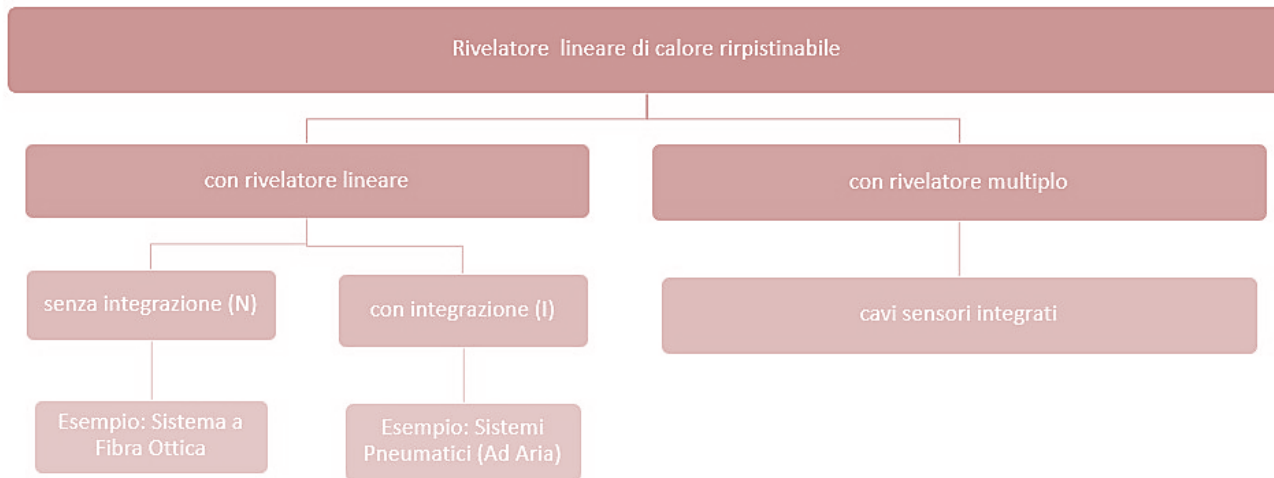 Rivelatore lineare di calore rirpistinabile
con rivelatore lineare
con rivelatore multiplo
senza integrazione (N)
con integrazione (I)
cavi sensori integrati
Esempio: Sistema a
Fibra Ottica
Esempio: Sistemi
Pneumatici (Ad Aria)